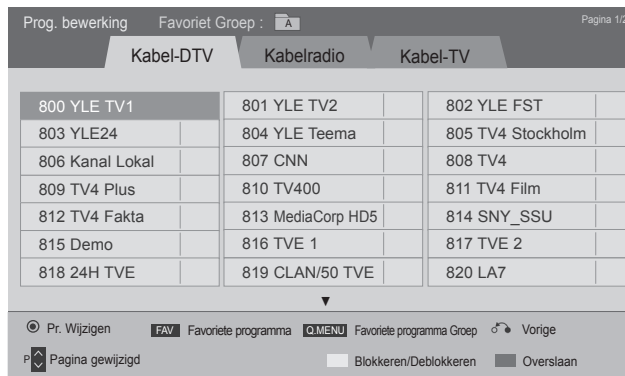 Prog. bewerking Favoriet Groep : A Pagina 1/2
Kabel-DTV Kabelradio Kabel-TV
800 YLE TV1 801 YLE TV2 802 YLE FST
803 YLE24 804 YLE Teema 805 TV4 Stockholm
806 Kanal Lokal 807 CNN 808 TV4
809 TV4 Plus 810 TV400 811 TV4 Film
812 TV4 Fakta 813 MediaCorp HD5 814 SNY_SSU
815 Demo 816 TVE 1 817 TVE 2
818 24H TVE 819 CLAN/50 TVE 820 LA7
Pr. Wijzigen FAV Favoriete programma Q.MENU Favoriete programma Groep Vorige
P Pagina gewijzigd Blokkeren/Deblokkeren Overslaan